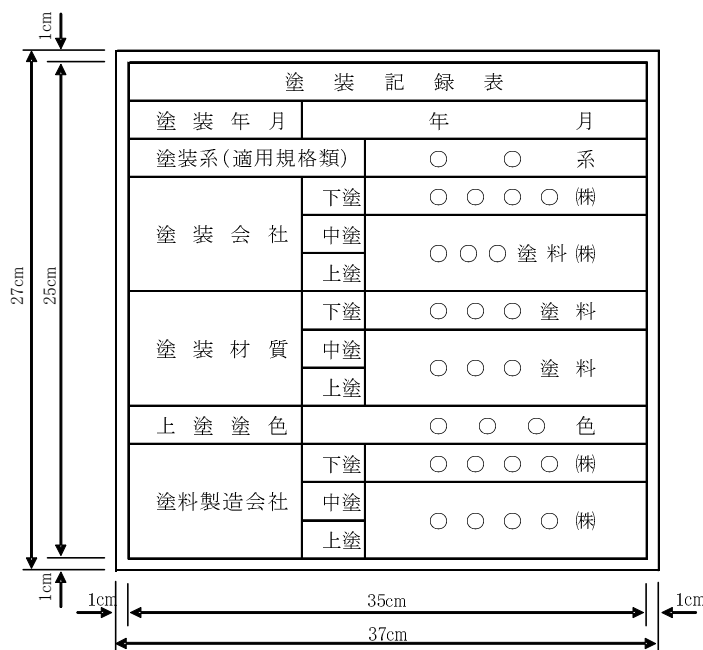 1cm
塗装記録表
塗装年月 年 月
塗装系(適用規格類) ○ ○ 系
塗装会社 下塗 ○○○○㈱
中塗 ○○○塗料㈱
上塗
塗装材質 下塗 ○○○塗料
中塗 ○○○塗料
上塗
上塗塗色 ○○○色
塗料製造会社 下塗 ○○○○㈱
中塗 ○○○○㈱
上塗
27cm
25cm
1cm
1cm 35cm 1cm
37cm